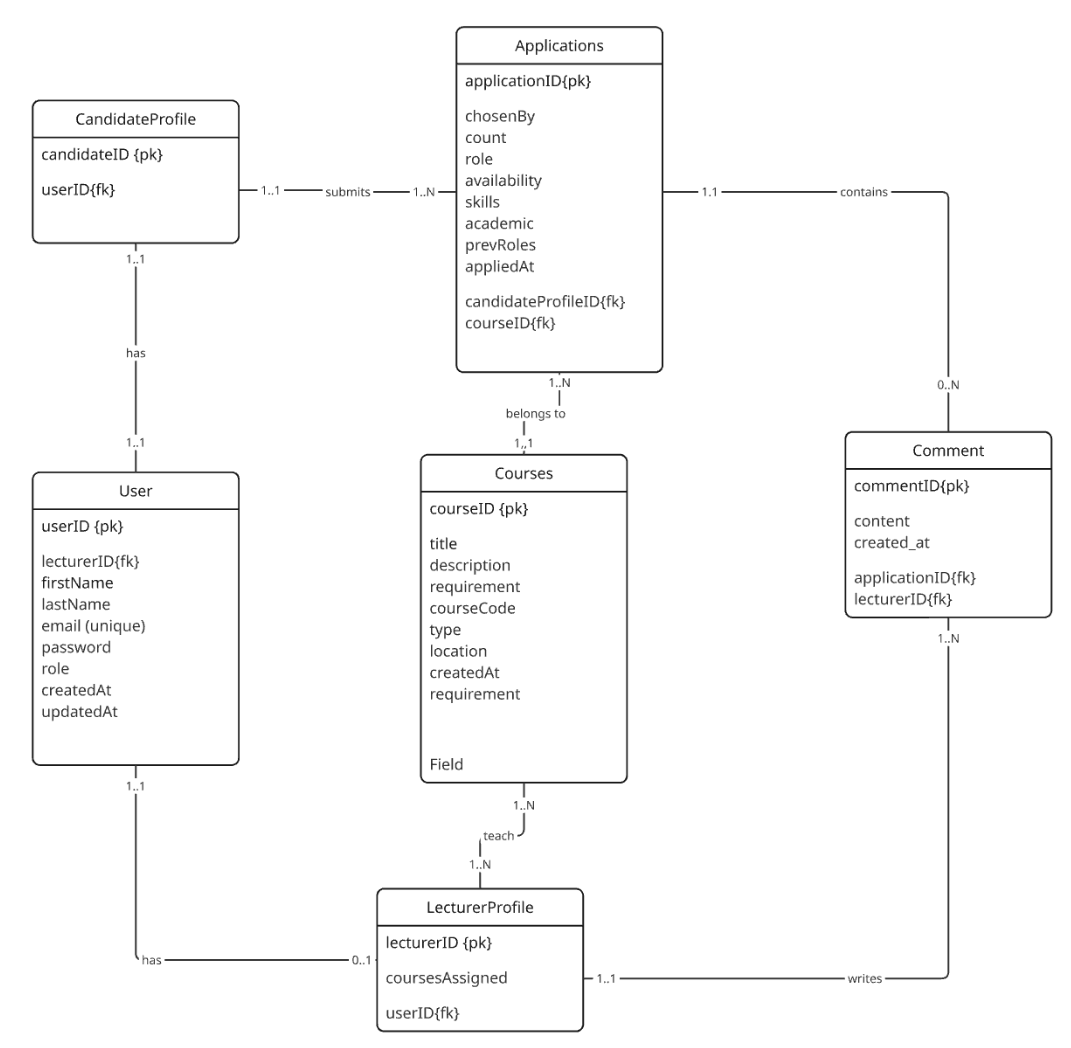 Applications
applicationID{pk}
chosenBy
count
role
availability
skills
academic
prevRoles
appliedAt
candidateProfileID{fk}
courseID{fk}
CandidateProfile
candidateID {pk}
userID{fk}
1..1
submits
1..N
1.1
contains
0..N
1..1
has
1..1
1..N
belongs to
1,,1
User
userID {pk}
lecturerID{fk}
firstName
lastName
email (unique)
password
role
createdAt
updatedAt
Courses
courseID {pk}
title
description
requirement
courseCode
type
location
createdAt
requirement
Field
Comment
commentID{pk}
content
created_at
applicationID{fk}
lecturerID{fk}
1..1
has
0..1
1..N
teach
1..N
1..N
writes
1..1
LecturerProfile
lecturerID {pk}
coursesAssigned
userID{fk}